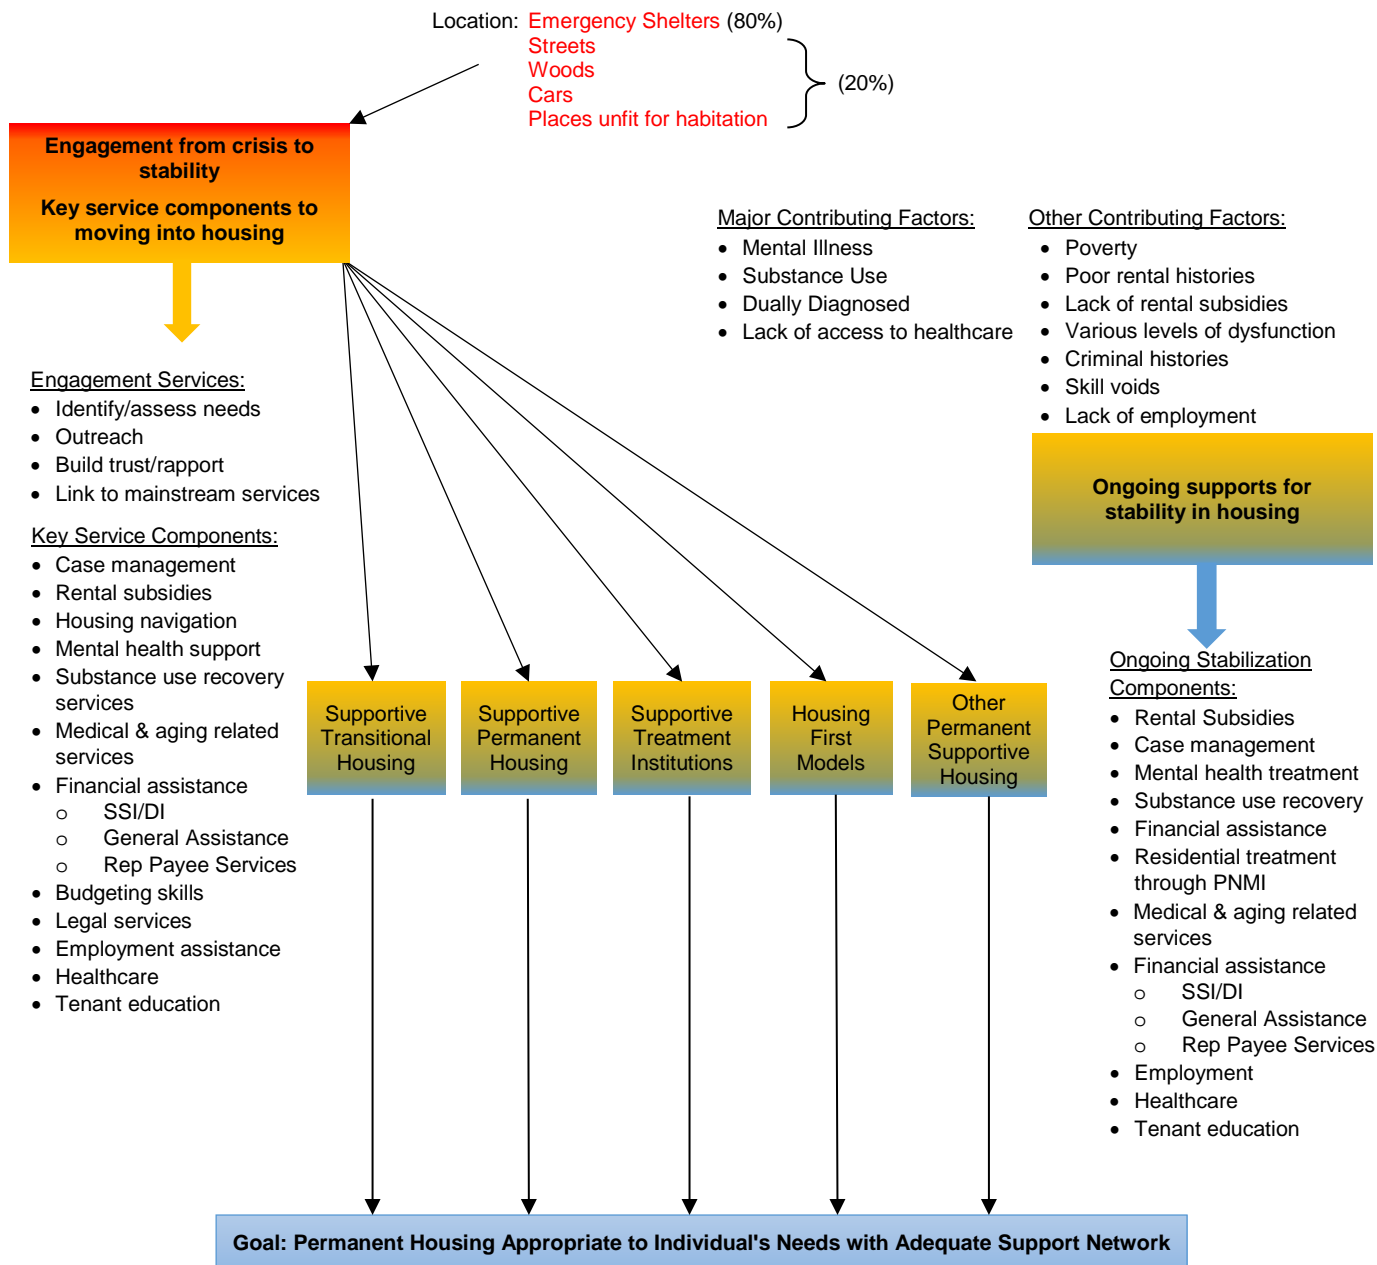 Location: Emergency Shelters (80%)
Streets
Woods
Cars
Places unfit for habitation
(20%)
Engagement from crisis to
stability
Key service components to
moving into housing
Engagement Services:
• Identify/assess needs
• Outreach
• Build trust/rapport
• Link to mainstream services
Key Service Components:
• Case management
• Rental subsidies
• Housing navigation
• Mental health support
• Substance use recovery
services
• Medical & aging related
services
• Financial assistance
o SSI/DI
o General Assistance
o Rep Payee Services
• Budgeting skills
• Legal services
• Employment assistance
• Healthcare
• Tenant education
Major Contributing Factors:
• Mental Illness
• Substance Use
• Dually Diagnosed
• Lack of access to healthcare
Other Contributing Factors:
• Poverty
• Poor rental histories
• Lack of rental subsidies
• Various levels of dysfunction
• Criminal histories
• Skill voids
• Lack of employment
Ongoing supports for
stability in housing
Ongoing Stabilization
Components:
• Rental Subsidies
• Case management
• Mental health treatment
• Substance use recovery
• Financial assistance
• Residential treatment
through PNMI
• Medical & aging related
services
• Financial assistance
o SSI/DI
o General Assistance
o Rep Payee Services
• Employment
• Healthcare
• Tenant education
Supportive
Transitional
Housing
Supportive
Permanent
Housing
Supportive
Treatment
Institutions
Housing
First
Models
Other
Permanent
Supportive
Housing
Goal: Permanent Housing Appropriate to Individual's Needs with Adequate Support Network